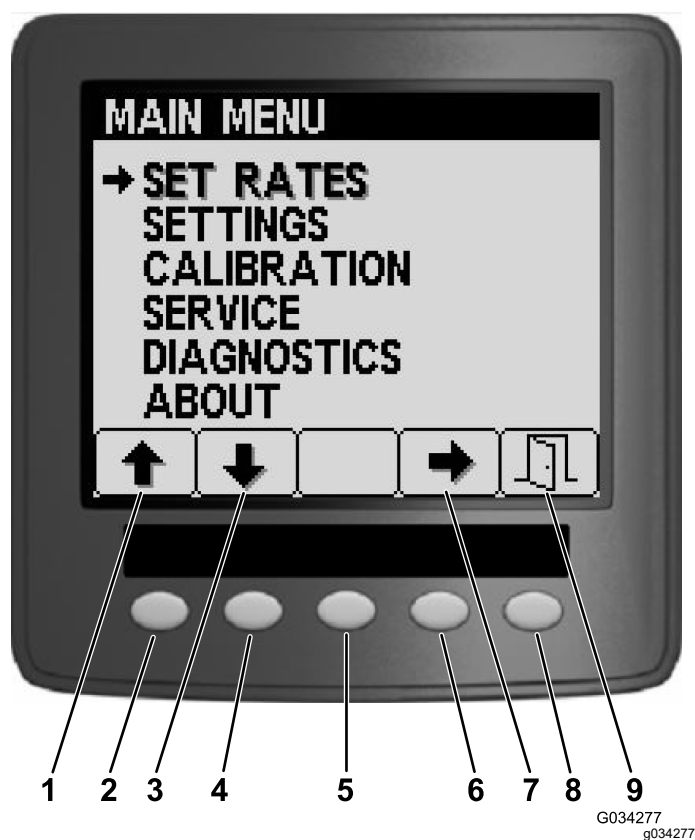 MAIN MENU
SET RATES
SETTINGS
CALIBRATION
SERVICE
DIAGNOSTICS
ABOUT
1 2 3 4 5 6 7 8 9
G034277
g034277